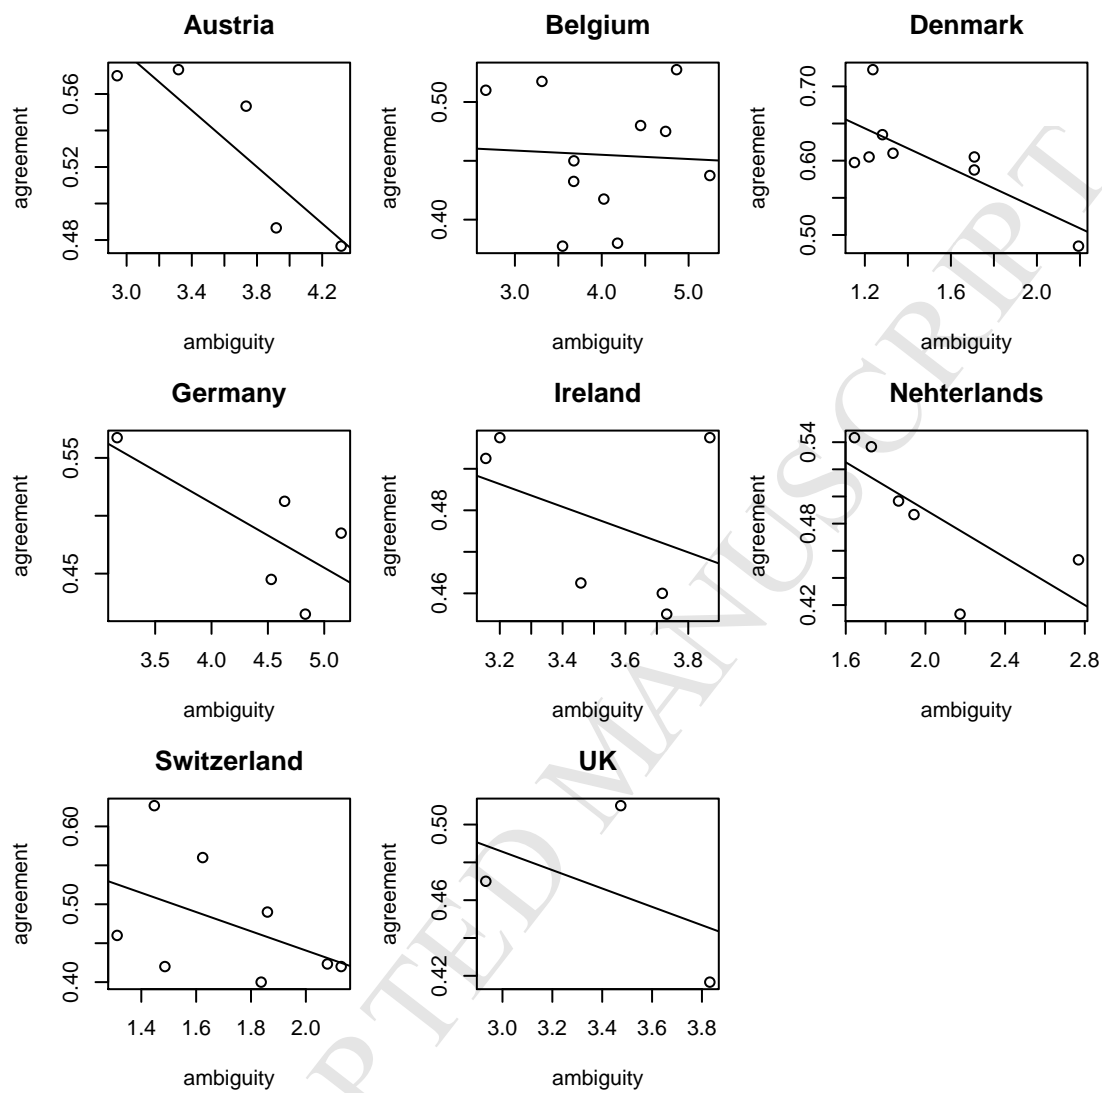 Austria
agreement
0.48 0.52 0.56
3.0 3.4 3.8 4.2
ambiguity
Belgium
agreement
0.40 0.50
3.0 4.0 5.0
ambiguity
Denmark
agreement
0.50 0.60 0.70
1.2 1.6 2.0
ambiguity
Germany
agreement
0.45 0.55
3.5 4.0 4.5 5.0
ambiguity
Ireland
agreement
0.46 0.48
3.2 3.4 3.6 3.8
ambiguity
Nehterlands
agreement
0.42 0.48 0.54
1.6 2.0 2.4 2.8
ambiguity
Switzerland
agreement
0.40 0.50 0.60
1.4 1.6 1.8 2.0
ambiguity
UK
agreement
0.42 0.46 0.50
3.0 3.2 3.4 3.6 3.8
ambiguity
PTED MANUSCRIPT